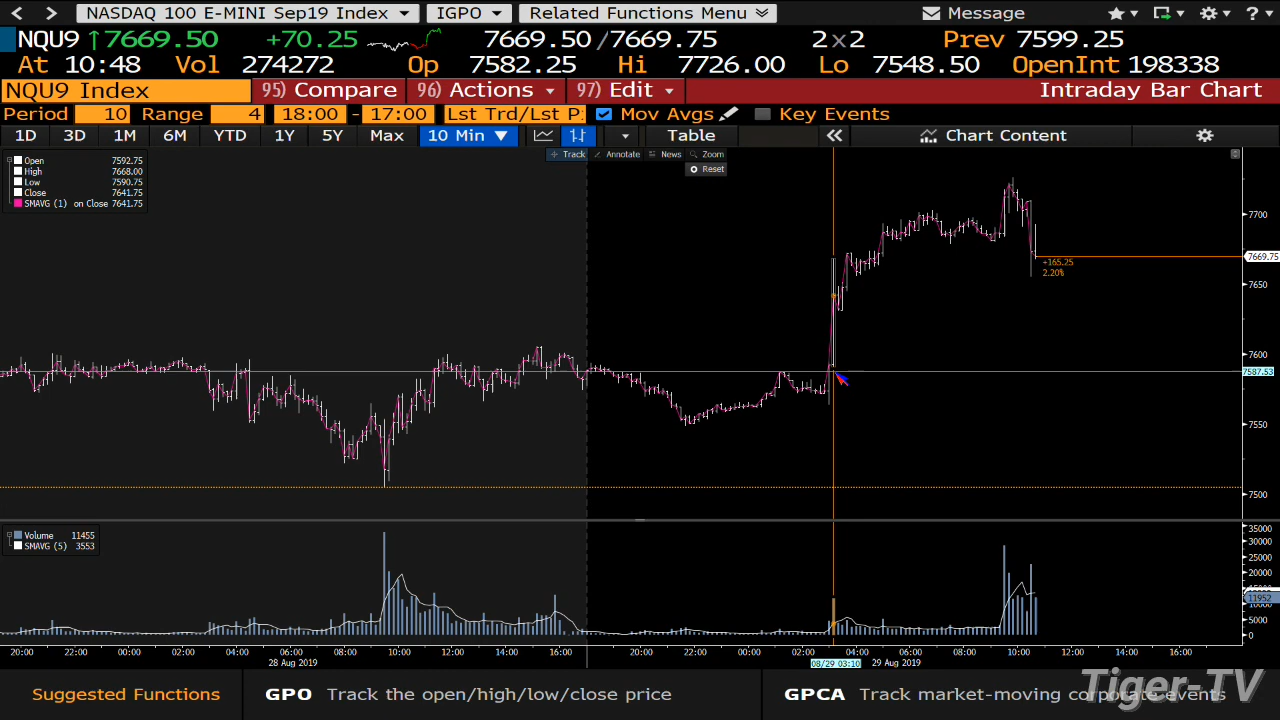 NASDAQ 100 E-MINI Sep19 Index IGPO Related Functions Menu Message
NQU9 ↑7669.50 +70.25 7669.50/7669.75 2x2 Prev 7599.25
At 10:48 Vol 274272 Op 7582.25 Hi 7726.00 Lo 7548.50 OpenInt 198338
NQU9 Index 95) Compare 96) Actions 97) Edit Intraday Bar Chart
Period 10 Range 4 18:00 - 17:00 Lst Trd/Lst P: Mov Avgs Key Events
1D 3D 1M 6M YTD 1Y 5Y Max 10 Min ▼ Table « Chart Content
Track Annotate News Zoom
Reset
Open 7592.75
High 7668.00
Low 7590.75
Close 7641.75
SMAVG (1) on Close 7641.75
7700
7669.75
+165.25
2.20%
7650
7600
7587.53
7550
7500
Volume 11455
SMAVG (5) 3553
35000
30000
25000
20000
11952
10000
5000
0
20:00 22:00 00:00 02:00 04:00 06:00 08:00 10:00 12:00 14:00 16:00 20:00 22:00 00:00 02:00 04:00 06:00 08:00 10:00 12:00 14:00 16:00
28 Aug 2019 08/29 03:10 29 Aug 2019
Suggested Functions GPO Track the open/high/low/close price GPCA Track market-moving corporate events
Tiger-TV